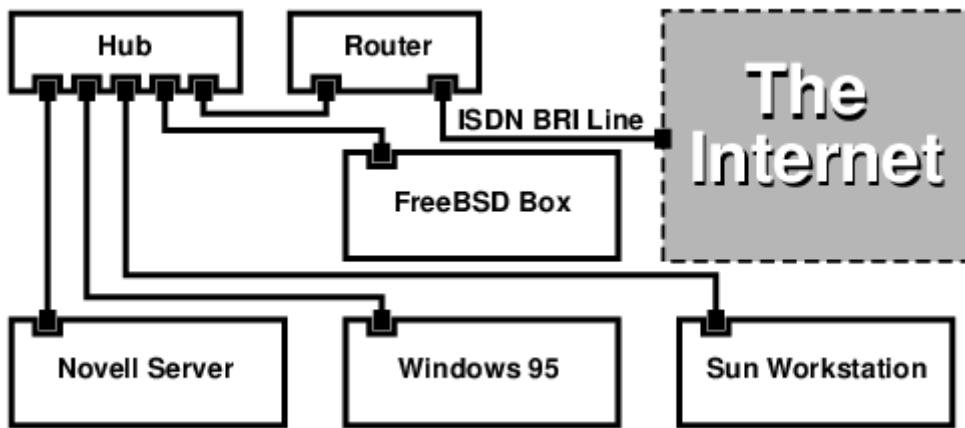 Hub
Router
The
Internet
ISDN BRI Line
FreeBSD Box
Novell Server
Windows 95
Sun Workstation